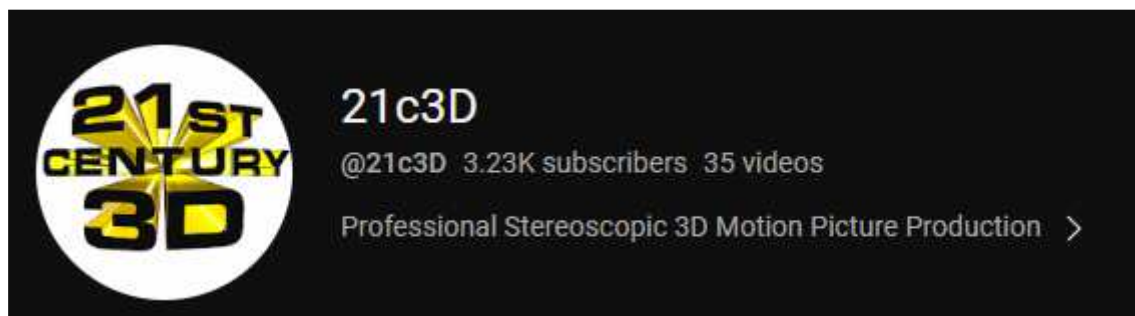 21ST
CENTURY
3D
21c3D
@21c3D 3.23K subscribers 35 videos
Professional Stereoscopic 3D Motion Picture Production